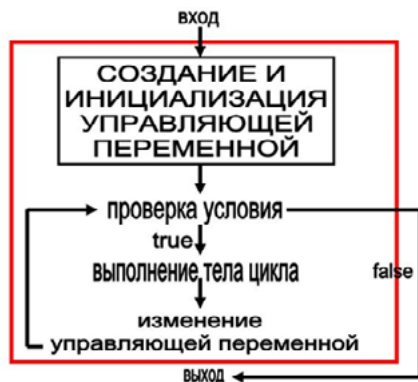 вход
СОЗДАНИЕ И
ИНИЦИАЛИЗАЦИЯ
УПРАВЛЯЮЩЕЙ
ПЕРЕМЕННОЙ
проверка условия
true
выполнение тела цикла
false
изменение
управляющей переменной
выход